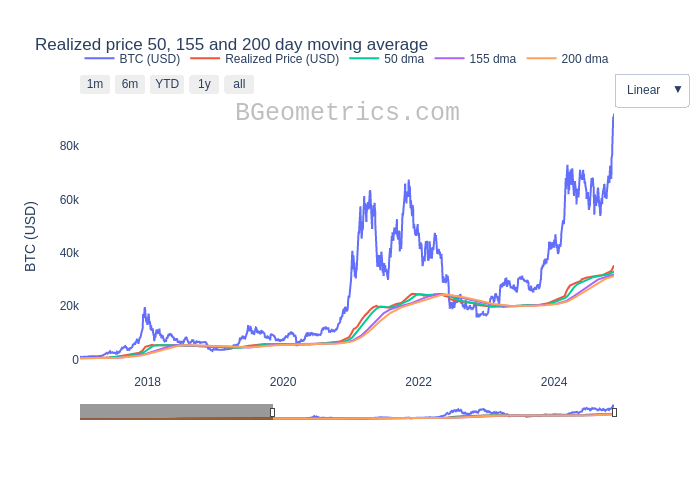 Realized price 50, 155 and 200 day moving average
BTC (USD) Realized Price (USD) 50 dma 155 dma 200 dma
1m 6m YTD 1y all
Linear ▼
BGeometrics.com
BTC (USD)
80k
60k
40k
20k
0
2018 2020 2022 2024